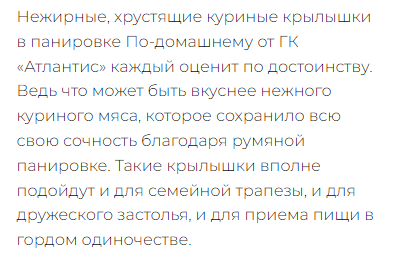 Нежирные, хрустящие куриные крылышки
в панировке По-домашнему от ГК
«Атлантис» каждый оценит по достоинству.
Ведь что может быть вкуснее нежного
куриного мяса, которое сохранило всю
свою сочность благодаря румяной
панировке. Такие крылышки вполне
подойдут и для семейной трапезы, и для
дружеского застолья, и для приема пищи в
гордом одиночестве.